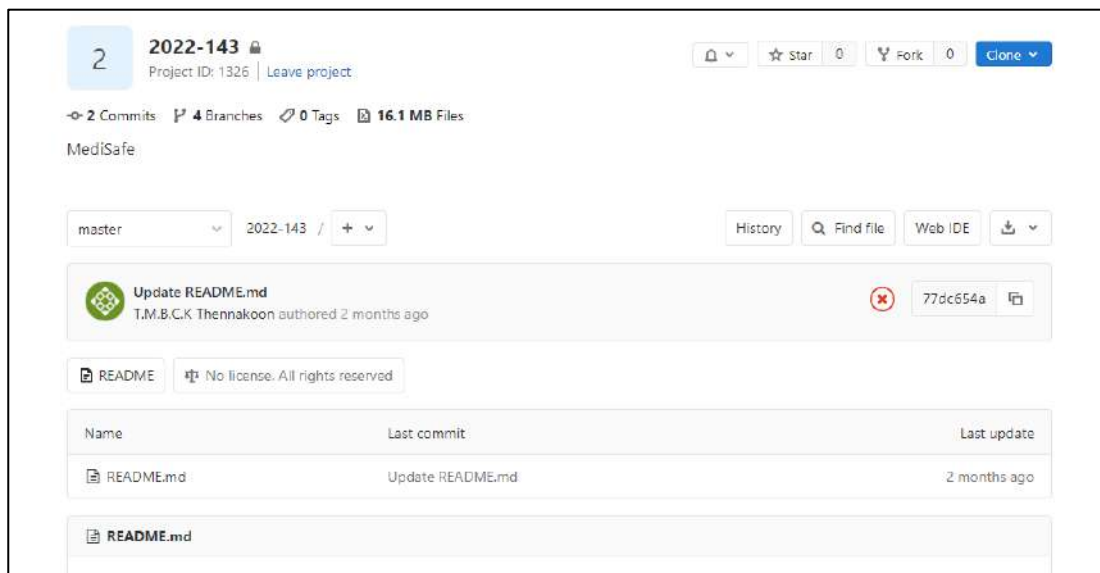 2
2022-143
Project ID: 1326 | Leave project
Star 0 Fork 0 Clone
2 Commits 4 Branches 0 Tags 16.1 MB Files
MediSafe
master 2022-143 / + History Find file Web IDE
Update README.md
T.M.B.C.K Thennakoon authored 2 months ago
77dc654a
README No license. All rights reserved
Name Last commit Last update
README.md Update README.md 2 months ago
README.md